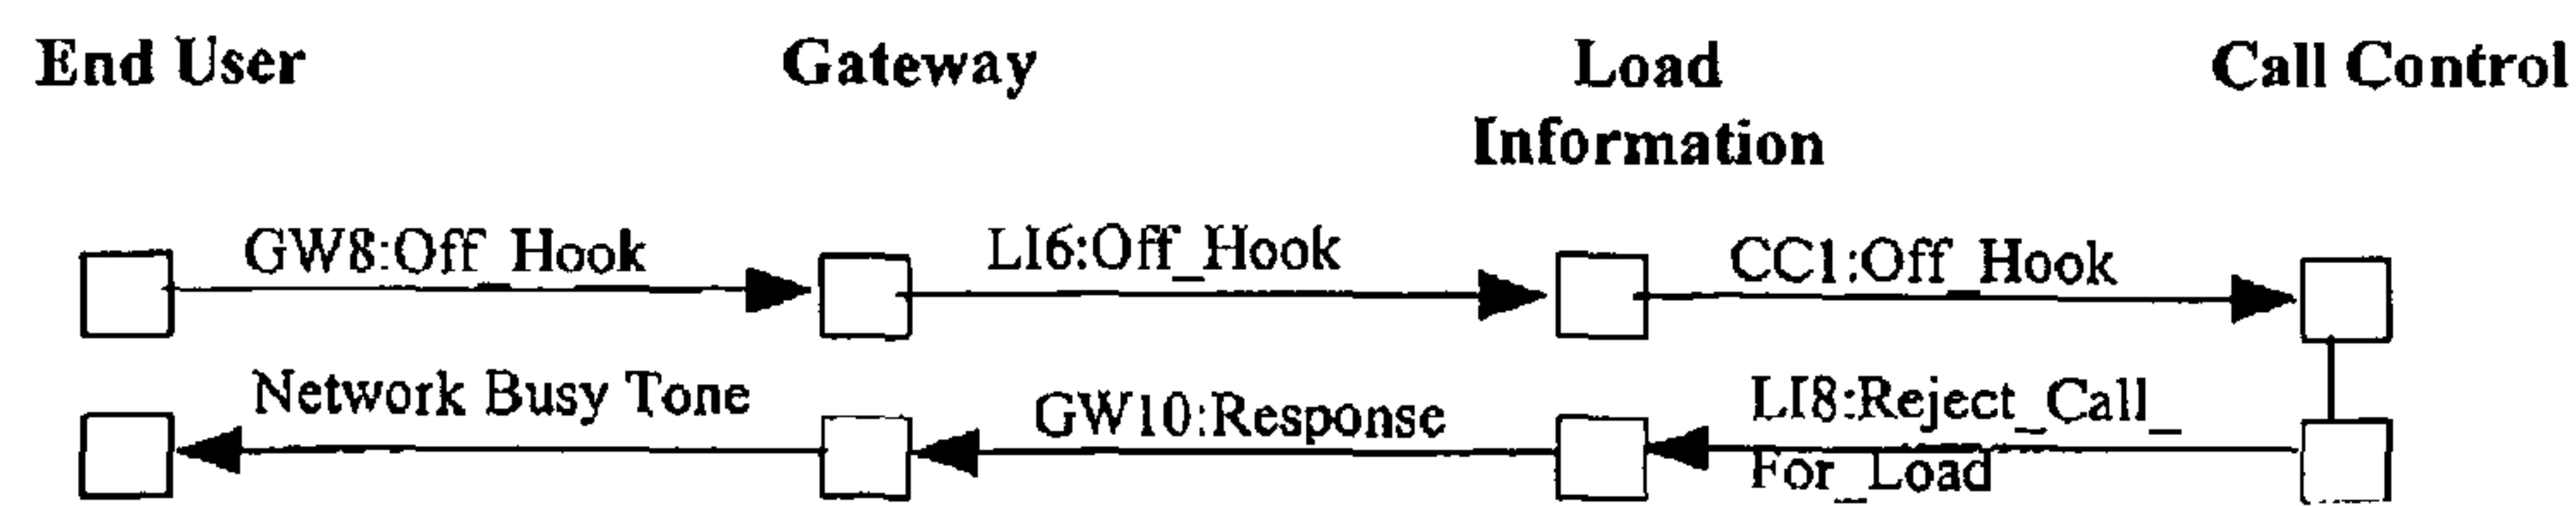 End User Gateway Load Call Control
Information
GW8:Off_Hook LI6:Off_Hook CC1:Off_Hook
Network Busy Tone GW10:Response LI8:Reject_Call_
For_Load